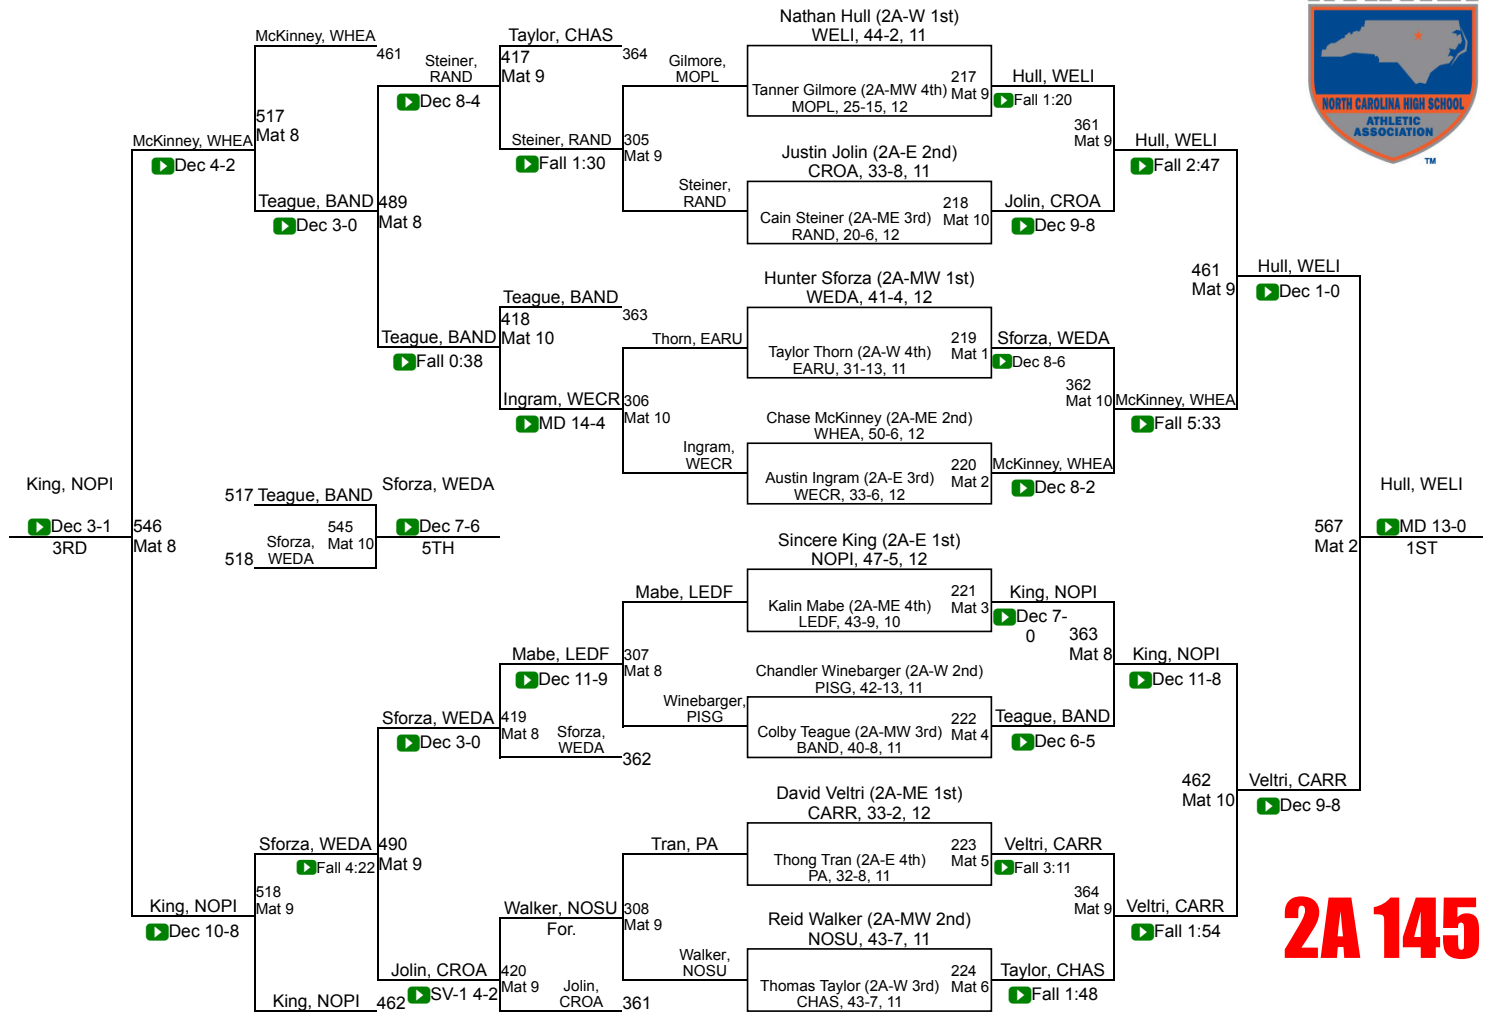 McKinney, WHEA
461
517
Mat 8
McKinney, WHEA
Dec 4-2
Teague, BAND
Dec 3-0
489
Mat 8
Steiner,
RAND
Dec 8-4
Taylor, CHAS
364
417
Mat 9
Steiner, RAND
Fall 1:30
305
Mat 9
Gilmore,
MOPL
Steiner,
RAND
Teague, BAND
363
418
Mat 10
Teague, BAND
Fall 0:38
Ingram, WECR
MD 14-4
306
Mat 10
Thorn, EARU
Ingram,
WECR
Nathan Hull (2A-W 1st)
WELI, 44-2, 11
Tanner Gilmore (2A-MW 4th)
MOPL, 25-15, 12
217
Mat 9
Hull, WELI
Fall 1:20
Justin Jolin (2A-E 2nd)
CROA, 33-8, 11
Cain Steiner (2A-ME 3rd)
RAND, 20-6, 12
218
Mat 10
Jolin, CROA
Dec 9-8
361
Mat 9
Hull, WELI
Fall 2:47
Hunter Sforza (2A-MW 1st)
WEDA, 41-4, 12
Taylor Thorn (2A-W 4th)
EARU, 31-13, 11
219
Mat 1
Sforza, WEDA
Dec 8-6
Chase McKinney (2A-ME 2nd)
WHEA, 50-6, 12
Austin Ingram (2A-E 3rd)
WECR, 33-6, 12
220
Mat 2
McKinney, WHEA
Dec 8-2
362
Mat 10
McKinney, WHEA
Fall 5:33
461
Mat 9
Hull, WELI
Dec 1-0
NORTH CAROLINA HIGH SCHOOL
ATHLETIC
ASSOCIATION
TM
King, NOPI
Dec 3-1
3RD
546
Mat 8
517
Teague, BAND
518
Sforza,
WEDA
545
Mat 10
Sforza, WEDA
Dec 7-6
5TH
567
Mat 2
Hull, WELI
MD 13-0
1ST
Sincere King (2A-E 1st)
NOPI, 47-5, 12
Kalin Mabe (2A-ME 4th)
LEDF, 43-9, 10
221
Mat 3
King, NOPI
Dec 7-
0
Chandler Winebarger (2A-W 2nd)
PISG, 42-13, 11
Colby Teague (2A-MW 3rd)
BAND, 40-8, 11
222
Mat 4
Teague, BAND
Dec 6-5
363
Mat 8
King, NOPI
Dec 11-8
Mabe, LEDF
Winebarger,
PISG
307
Mat 8
Mabe, LEDF
Dec 11-9
419
Mat 8
Sforza,
WEDA
362
Sforza, WEDA
Dec 3-0
David Veltri (2A-ME 1st)
CARR, 33-2, 12
Thong Tran (2A-E 4th)
PA, 32-8, 11
223
Mat 5
Veltri, CARR
Fall 3:11
Reid Walker (2A-MW 2nd)
NOSU, 43-7, 11
Thomas Taylor (2A-W 3rd)
CHAS, 43-7, 11
224
Mat 6
Taylor, CHAS
Fall 1:48
364
Mat 9
Veltri, CARR
Fall 1:54
462
Mat 10
Veltri, CARR
Dec 9-8
Tran, PA
Walker,
NOSU
308
Mat 9
Walker, NOSU
For.
420
Mat 9
Jolin,
CROA
361
Jolin, CROA
SV-1 4-2
490
Mat 9
Sforza, WEDA
Fall 4:22
518
Mat 9
King, NOPI
Dec 10-8
King, NOPI
462
2A 145